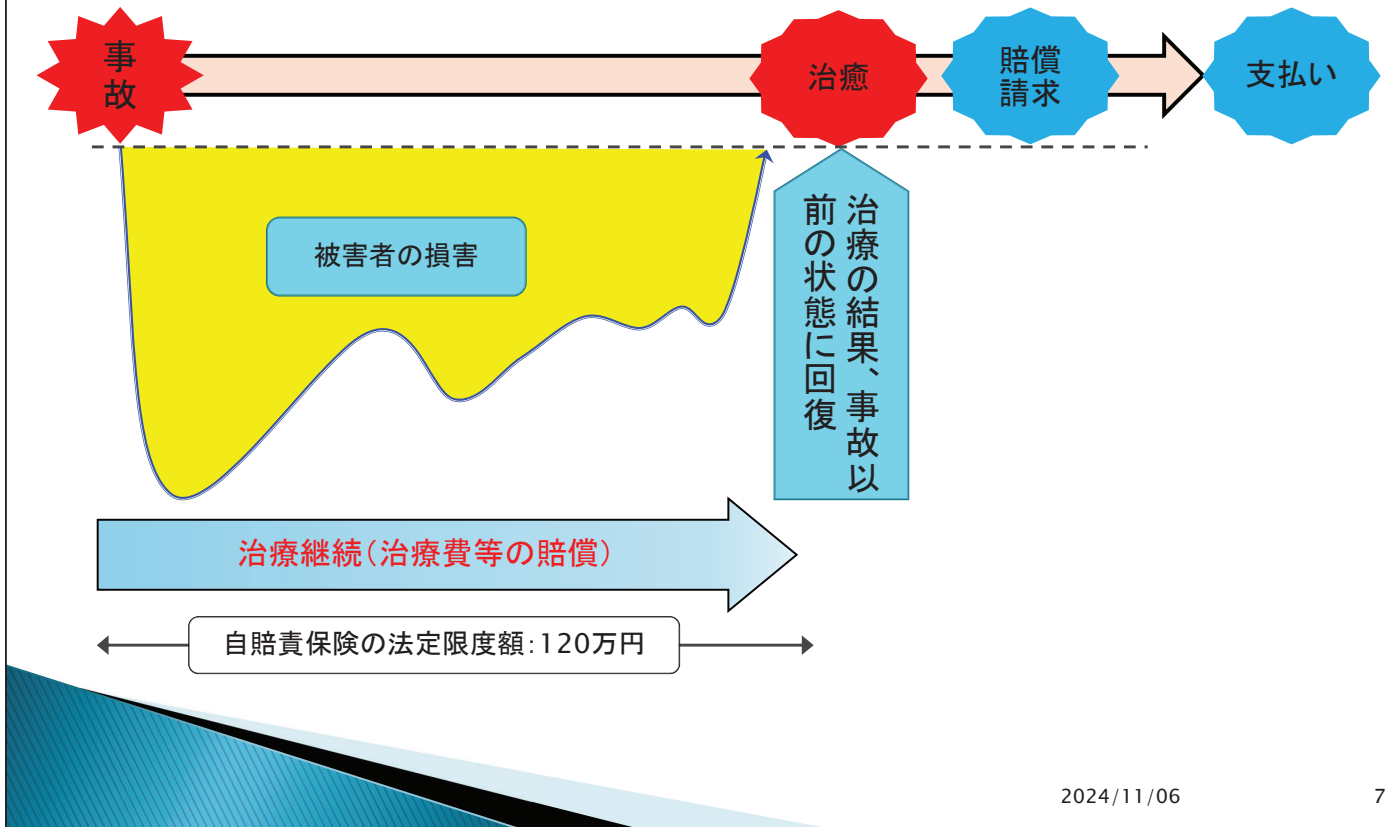 事
故
治癒
賠償
請求
支払い
被害者の損害
治療の結果、事故以
前の状態に回復
治療継続(治療費等の賠償)
自賠責保険の法定限度額:120万円
2024/11/06
7